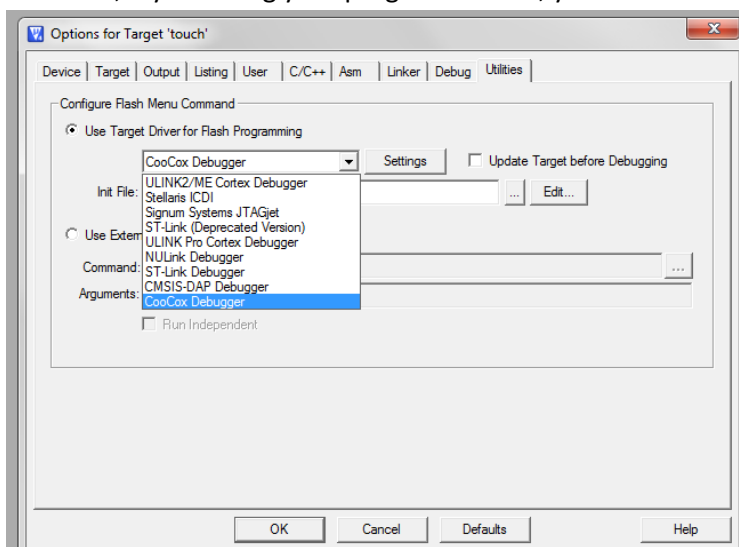 Options for Target 'touch'
Device Target Output Listing User C/C++ Asm Linker Debug Utilities
Configure Flash Menu Command
Use Target Driver for Flash Programming
CooCox Debugger Settings Update Target before Debugging
ULINK2/ME Cortex Debugger
Init File: Stellaris ICDI ... Edit...
Signum Systems JTAGjet
ST-Link (Deprecated Version)
Use Extern ULINK Pro Cortex Debugger
NULink Debugger
Command: ST-Link Debugger ...
CMSIS-DAP Debugger
Arguments: CooCox Debugger
Run Independent
OK Cancel Defaults Help